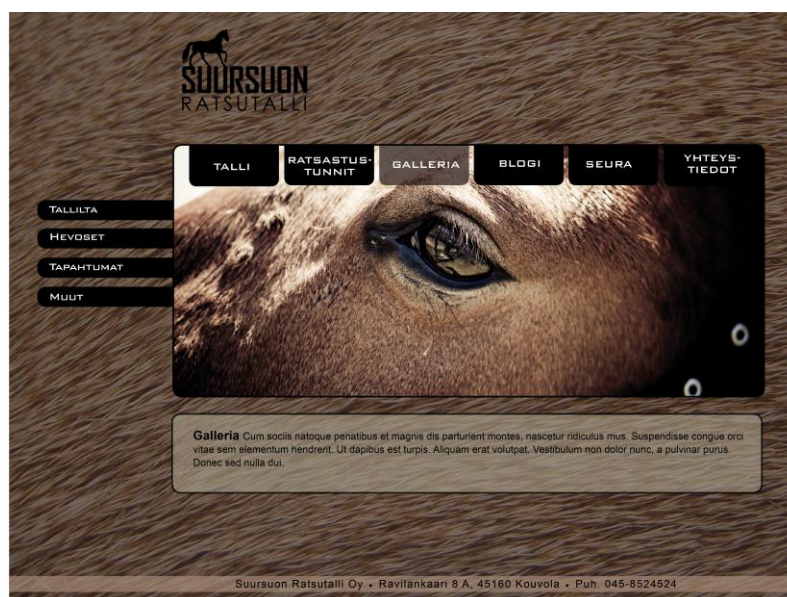 SUURSUON
RATSUTALLI
TALLI
RATSASTUS-
TUNNIT
GALLERIA
BLOGI
SEURA
YHTEYS-
TIEDOT
TALLILTA
HEVOSET
TAPAHTUMAT
MUUT
Galleria Cum sociis natoque penatibus et magnis dis parturient montes, nascetur ridiculus mus. Suspendisse congue orci
vitae sem elementum hendrerit. Ut dapibus est turpis. Aliquam erat volutpat. Vestibulum non dolor nunc, a pulvinar purus.
Donec sed nulla dui.
Suursuon Ratsutalli Oy • Ravilankaari 8 A, 45160 Kouvola • Puh. 045-8524524